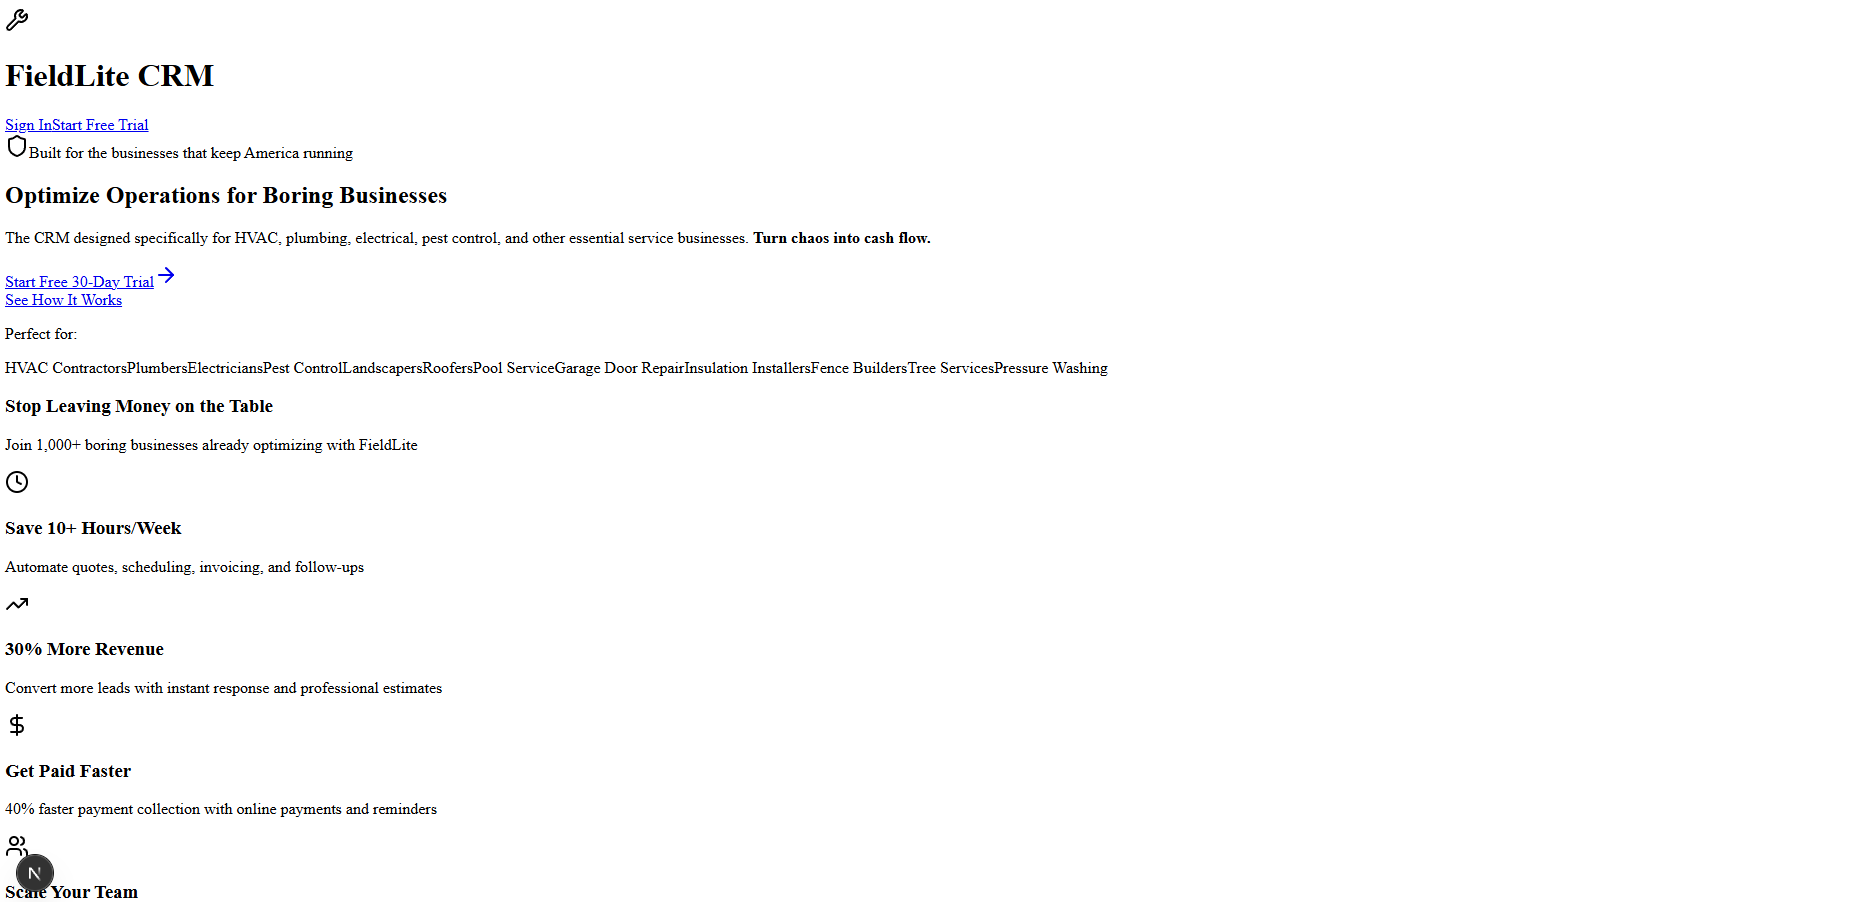 FieldLite CRM
Sign InStart Free Trial
Built for the businesses that keep America running
Optimize Operations for Boring Businesses
The CRM designed specifically for HVAC, plumbing, electrical, pest control, and other essential service businesses. Turn chaos into cash flow.
Start Free 30-Day Trial
See How It Works
Perfect for:
HVAC ContractorsPlumbersElectriciansPest ControlLandscapersRoofersPool ServiceGarage Door RepairInsulation InstallersFence BuildersTree ServicesPressure Washing
Stop Leaving Money on the Table
Join 1,000+ boring businesses already optimizing with FieldLite
Save 10+ Hours/Week
Automate quotes, scheduling, invoicing, and follow-ups
30% More Revenue
Convert more leads with instant response and professional estimates
Get Paid Faster
40% faster payment collection with online payments and reminders
N
Scale Your Team